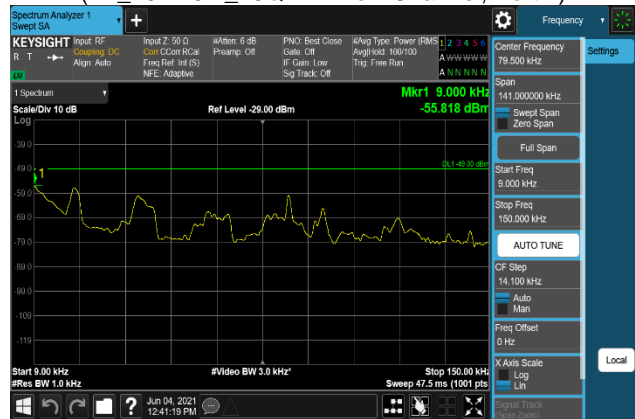 Spectrum Analyzer 1
Swept SA
Frequency
KEYSIGHT Input: RF
R T Coupling: DC
Align: Auto
LW
Input Z: 50 Ω
Corr CCorr RCal
Freq Ref: Int (S)
NFE: Adaptive
#Atten: 6 dB
Preamp: Off
PNO: Best Close
Gate: Off
IF Gain: Low
Sig Track: Off
#Avg Type: Power (RMS
Avg|Hold: 100/100
Trig: Free Run
1 2 3 4 5 6
A W W W W W
A N N N N N
1 Spectrum
Scale/Div 10 dB
Ref Level -29.00 dBm
Mkr1 9.000 kHz
-55.818 dBm
Log
-39.0
-49.0
-59.0
-69.0
-79.0
-89.0
-99.0
-109
-119
1
DL1 -49.00 dBm
Start 9.00 kHz
#Res BW 1.0 kHz
#Video BW 3.0 kHz*
Stop 150.00 kHz
Sweep 47.5 ms (1001 pts
Jun 04, 2021
12:41:19 PM
Center Frequency
79.500 kHz
Span
141.000000 kHz
Swept Span
Zero Span
Full Span
Start Freq
9.000 kHz
Stop Freq
150.000 kHz
AUTO TUNE
CF Step
14.100 kHz
Auto
Man
Freq Offset
0 Hz
X Axis Scale
Log
Lin
Signal Track
(Span Zoom)
Settings
Local